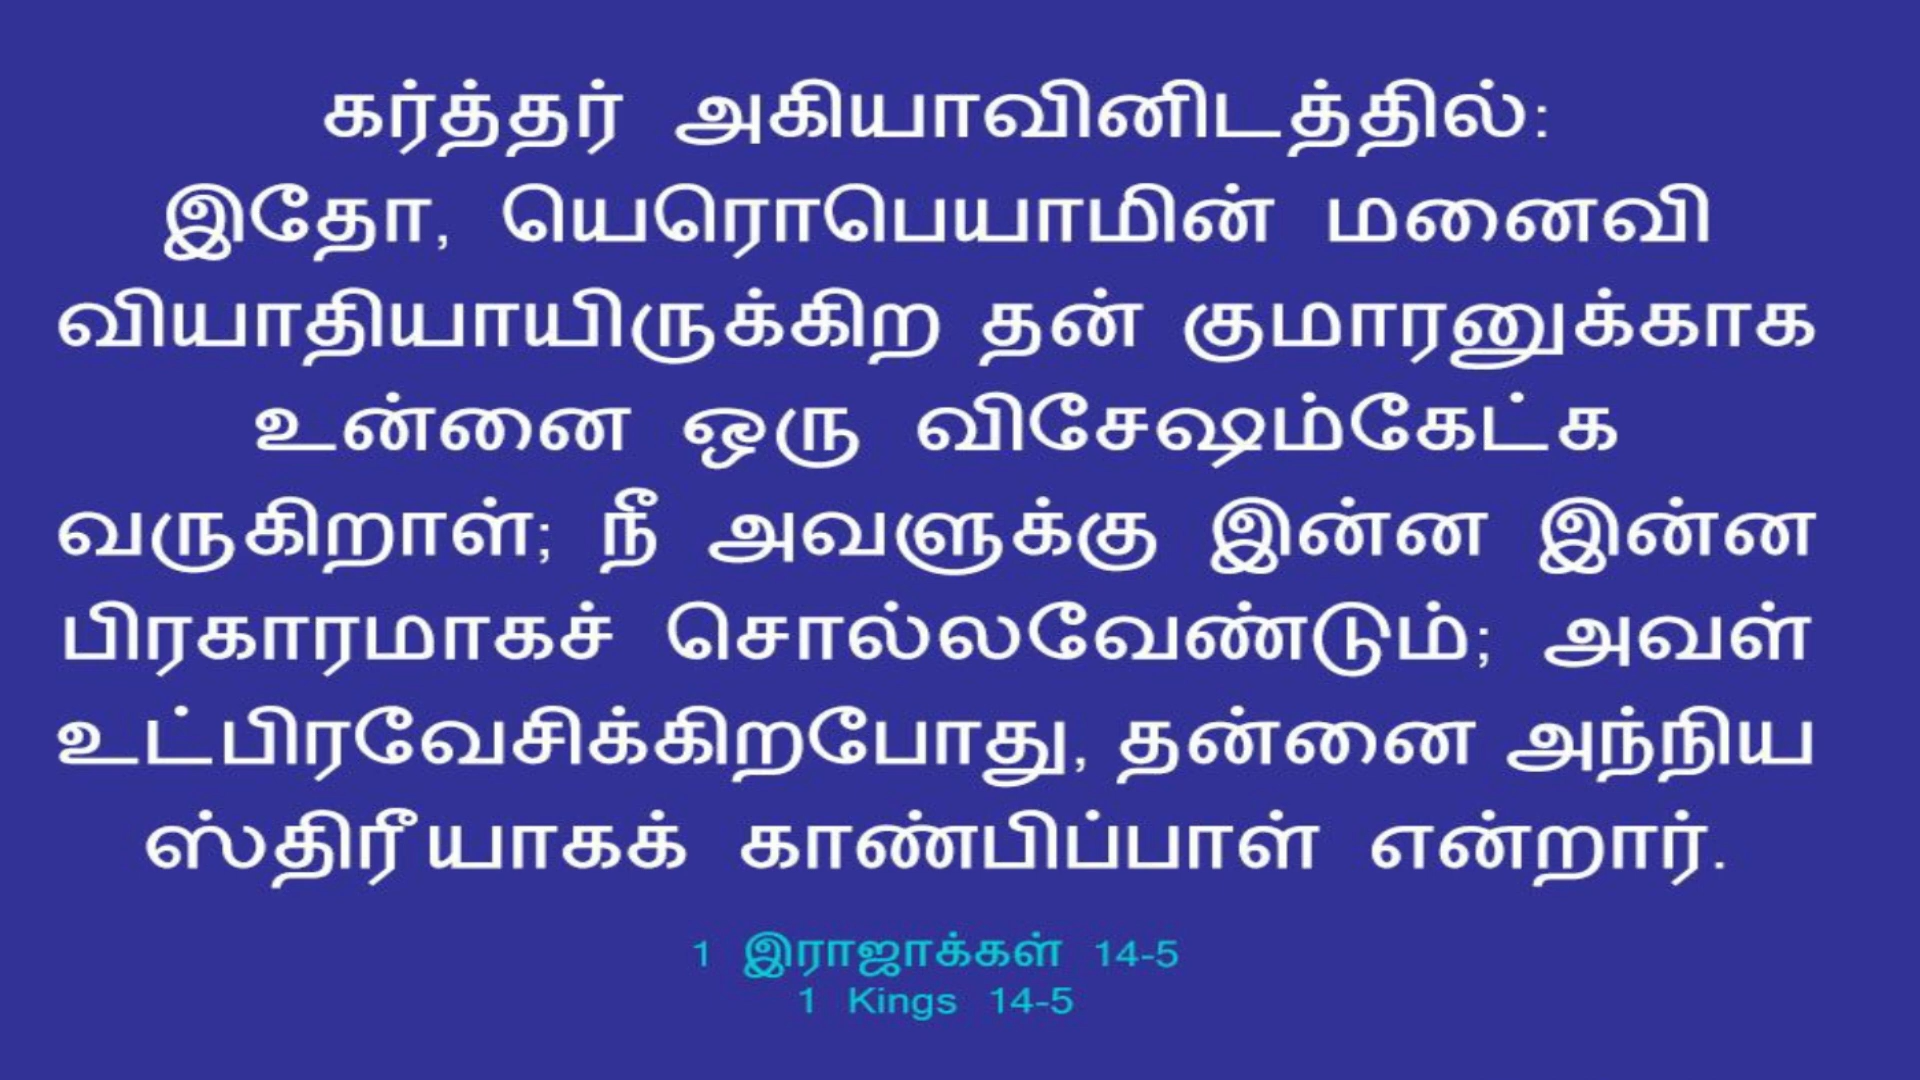 கர்த்தர் அகியாவினிடத்தில்:
இதோ, யெரொபெயாமின் மனைவி
வியாதியாயிருக்கிற தன் குமாரனுக்காக
உன்னை ஒரு விசேஷம்கேட்க
வருகிறாள்; நீ அவளுக்கு இன்ன இன்ன
பிரகாரமாகச் சொல்லவேண்டும்; அவள்
உட்பிரவேசிக்கிறபோது, தன்னை அந்நிய
ஸ்திரீயாகக் காண்பிப்பாள் என்றார்.
1 இராஜாக்கள் 14-5
1 Kings 14-5